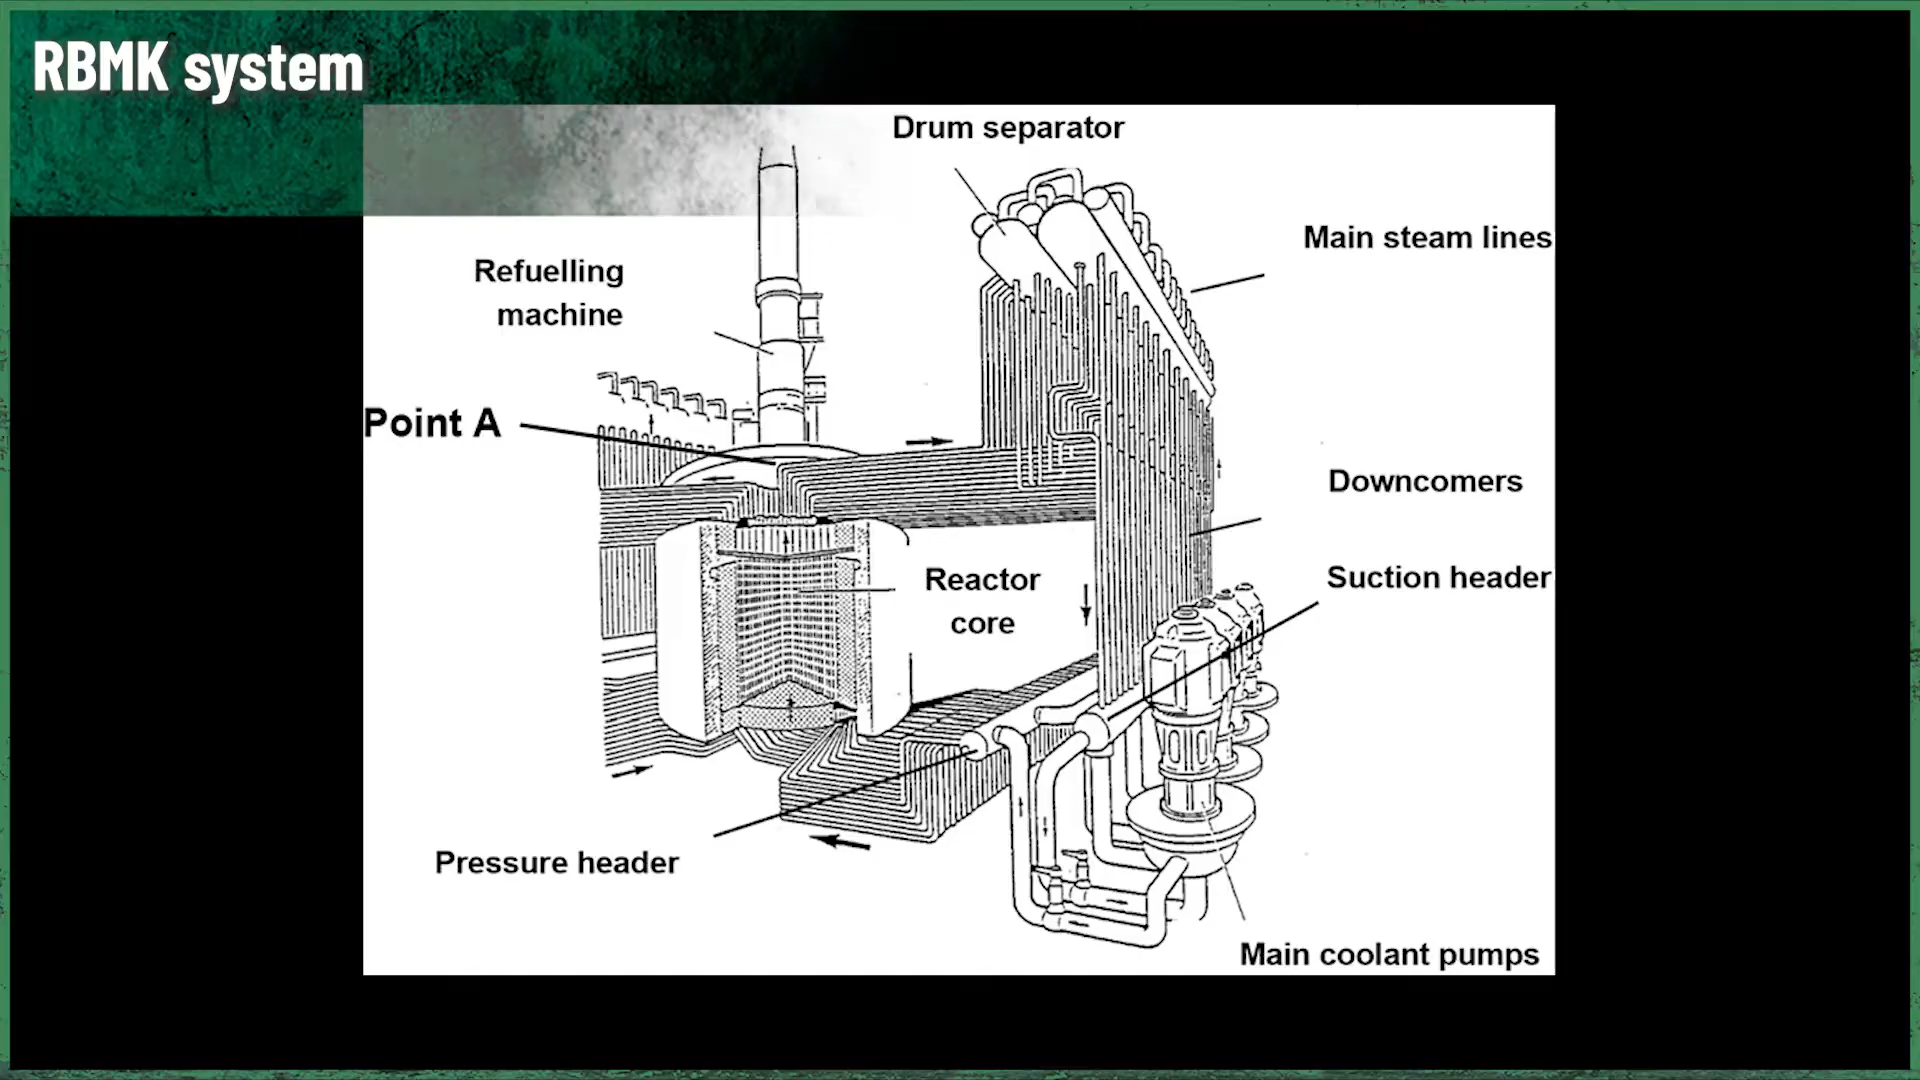 RBMK system
Drum separator
Main steam lines
Refuelling
machine
Point A
Downcomers
Suction header
Reactor
core
Pressure header
Main coolant pumps